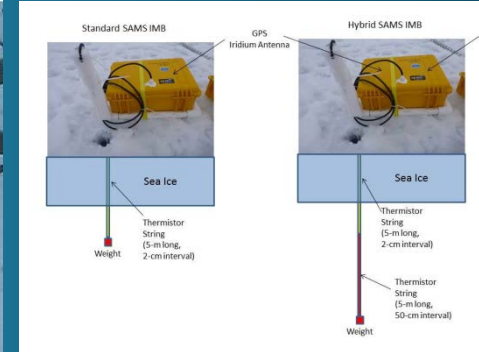 Standard SAMS IMB
Hybrid SAMS IMB
GPS
Iridium Antenna
Sea Ice
Sea Ice
Thermistor
String
(5-m long,
2-cm interval)
Weight
Thermistor
String
(5-m long,
2-cm interval)
Thermistor
String
(5-m long,
50-cm interval)
Weight